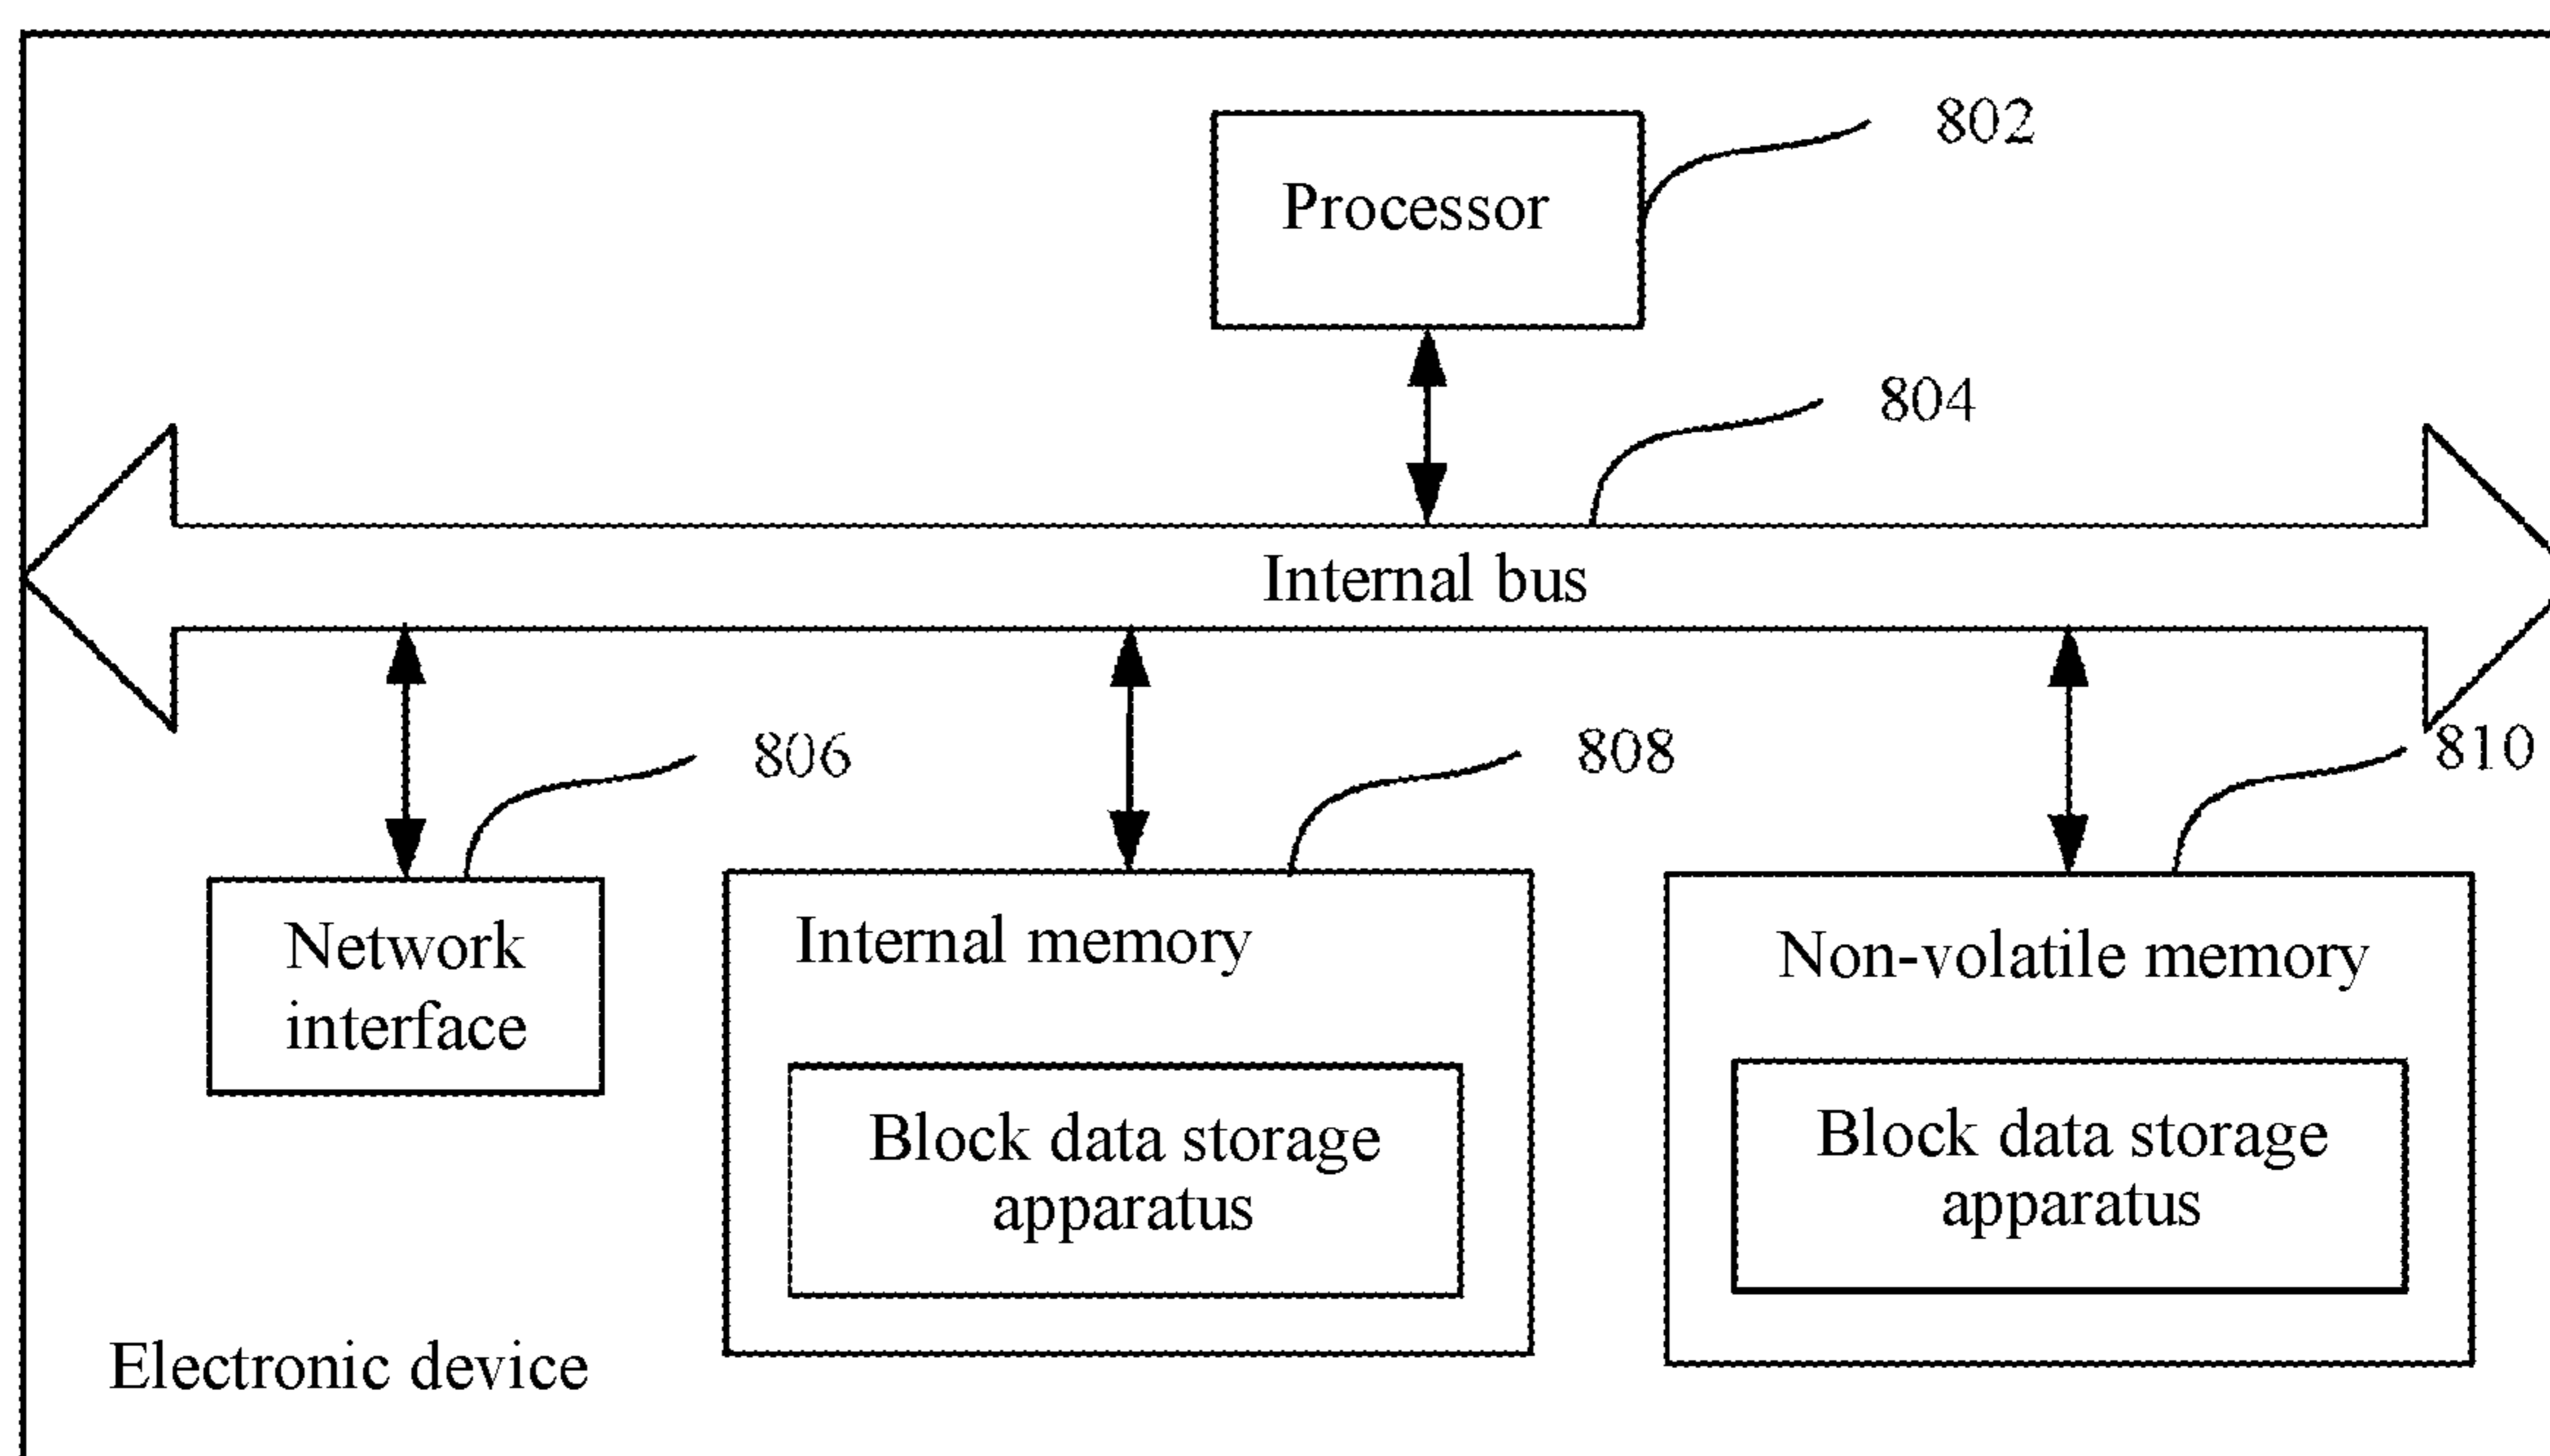 802
Processor
804
Internal bus
806
808
810
Network
interface
Internal memory
Non-volatile memory
Block data storage
apparatus
Block data storage
apparatus
Electronic device